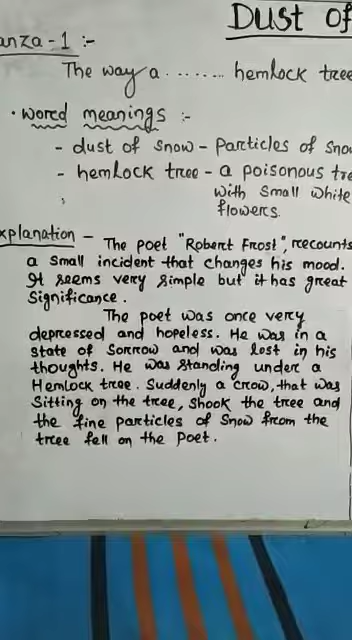 Dust of
anza - 1 :-
The way a ........ hemlock tree
• Word meanings :-
- dust of snow - particles of sno
- hemlock tree - a poisonous tre
with small white
flowers.
xplanation - The poet "Robert Frost", recounts
a small incident that changes his mood.
It seems very simple but it has great
Significance.
The poet was once very
depressed and hopeless. He was in a
state of Sorrow and was lost in his
thoughts. He was standing under a
Hemlock tree. Suddenly a crow, that was
Sitting on the tree, shook the tree and
the fine particles of snow from the
tree fell on the Poet.